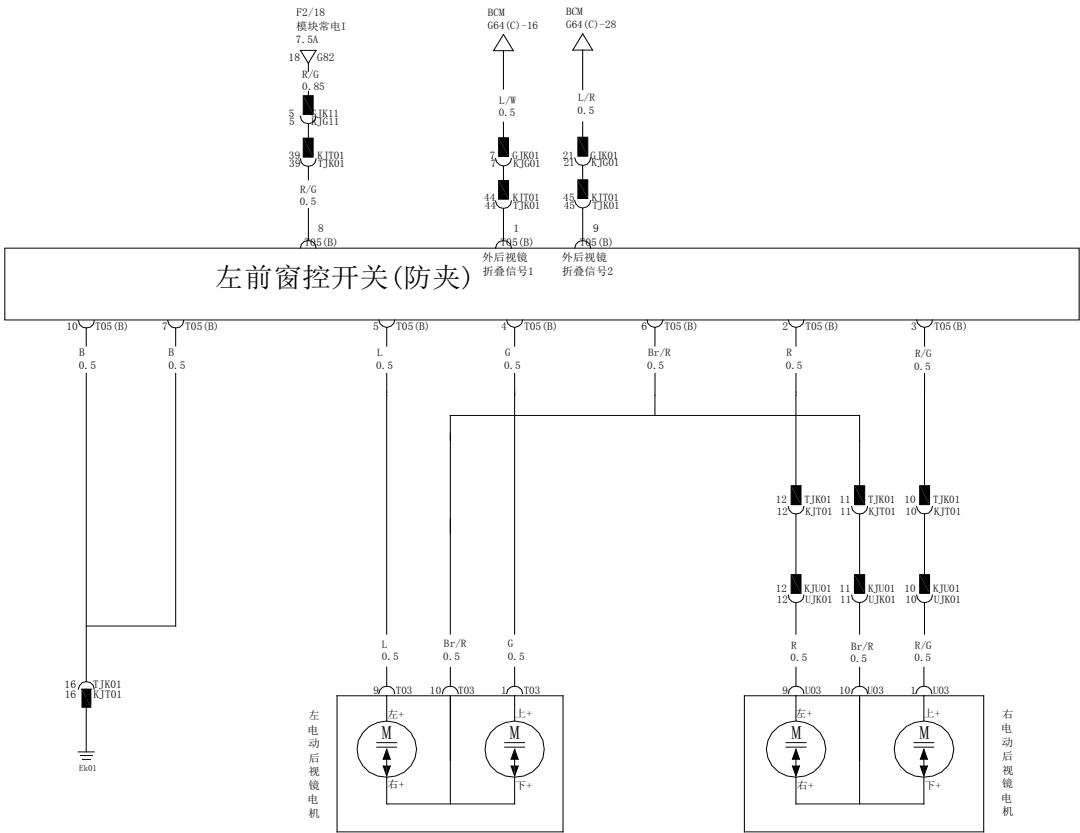 F2/18
模块常电I
7.5A
18 G82
R/G
0.85
5 GJK11
5 KJG11
39 KJT01
39 TJK01
R/G
0.5
8
T05(B)
BCM
G64(C)-16
L/W
0.5
7 GJK01
7 KJG01
44 KJT01
44 TJK01
1
T05(B)
外后视镜
折叠信号1
BCM
G64(C)-28
L/R
0.5
21 GJK01
21 KJG01
45 KJT01
45 TJK01
9
T05(B)
外后视镜
折叠信号2
左前窗控开关(防夹)
10 T05(B)
7 T05(B)
5 T05(B)
4 T05(B)
6 T05(B)
2 T05(B)
3 T05(B)
B
0.5
B
0.5
L
0.5
G
0.5
Br/R
0.5
R
0.5
R/G
0.5
12 TJK01
12 KJT01
11 TJK01
11 KJT01
10 TJK01
10 KJT01
12 KJU01
12 UJK01
11 KJU01
11 UJK01
10 KJU01
10 UJK01
L
0.5
Br/R
0.5
G
0.5
R
0.5
Br/R
0.5
R/G
0.5
16 TJK01
16 KJT01
Ek01
9 T03
10 T03
1 T03
9 U03
10 U03
1 U03
左电动后视镜电机
左+
M
右+
上+
M
下+
左+
M
右+
上+
M
下+
右电动后视镜电机